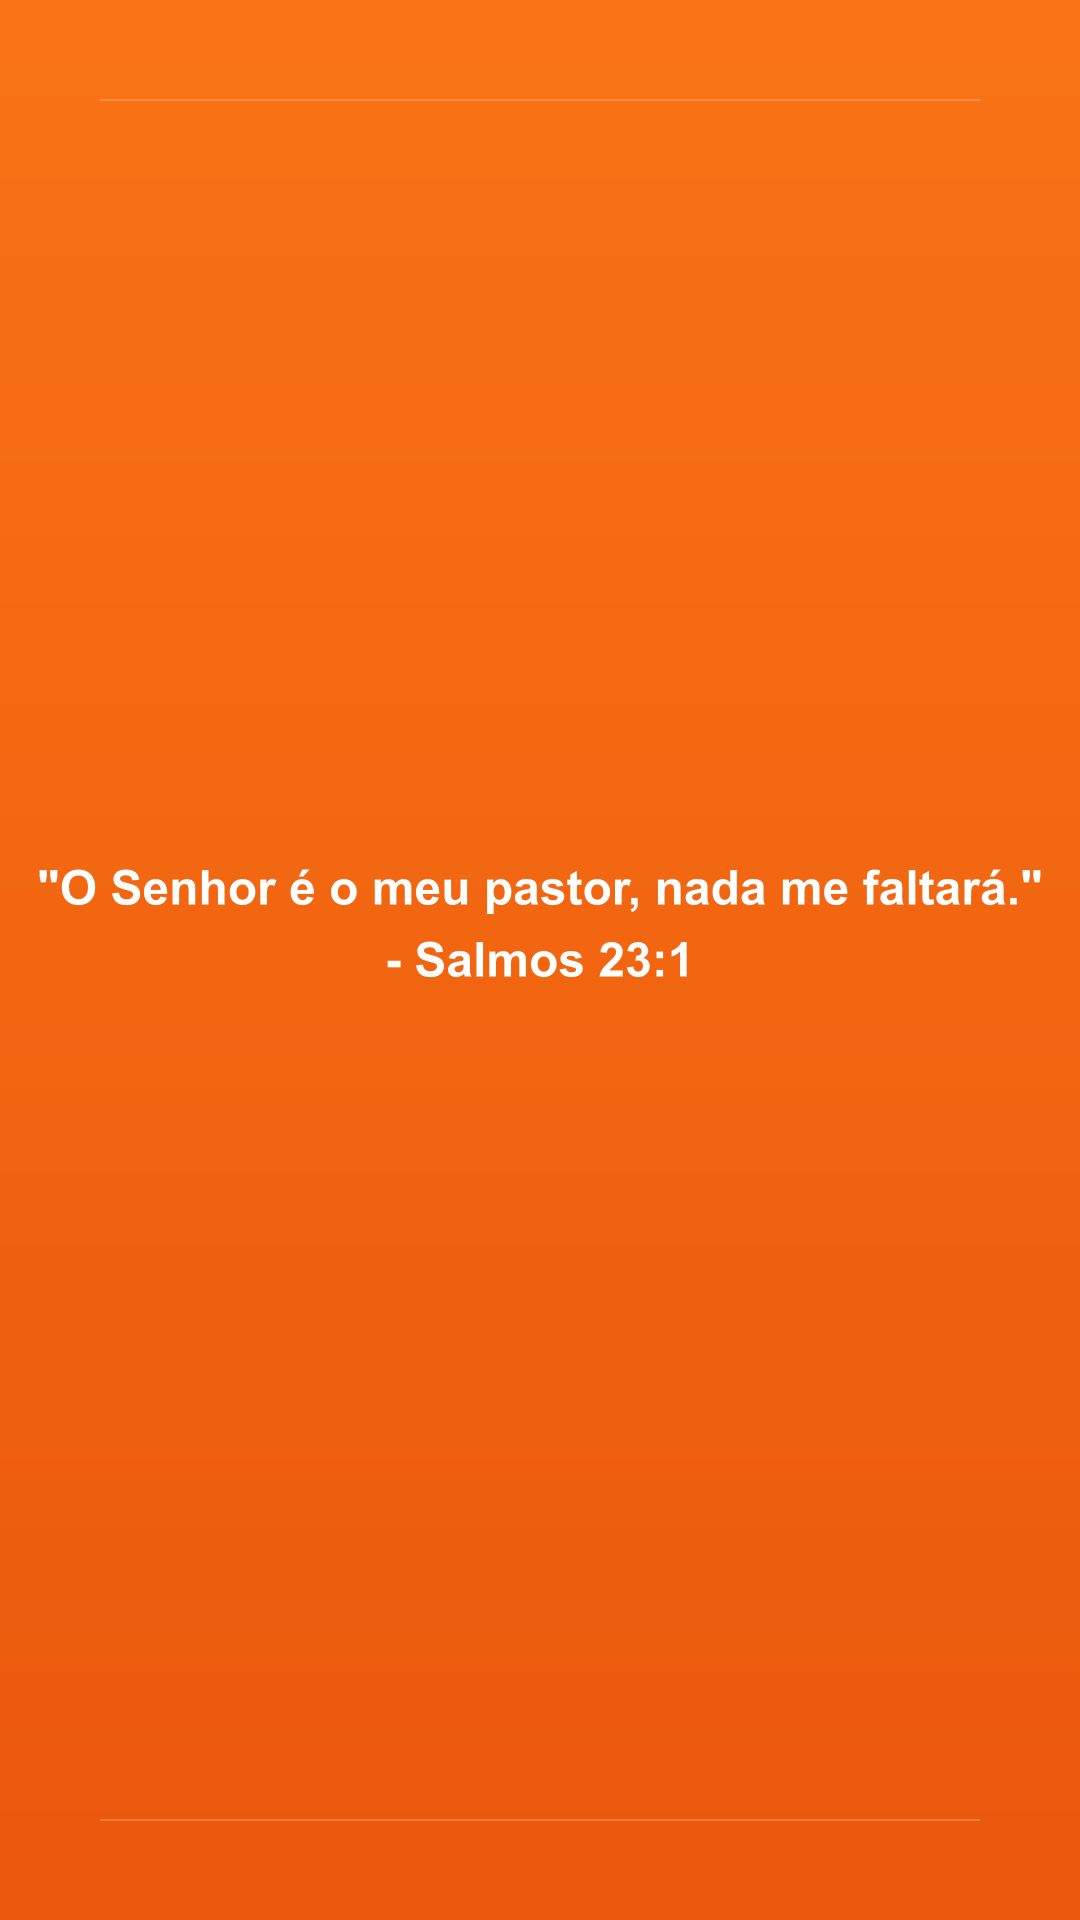 "O Senhor é o meu pastor, nada me faltará."
- Salmos 23:1